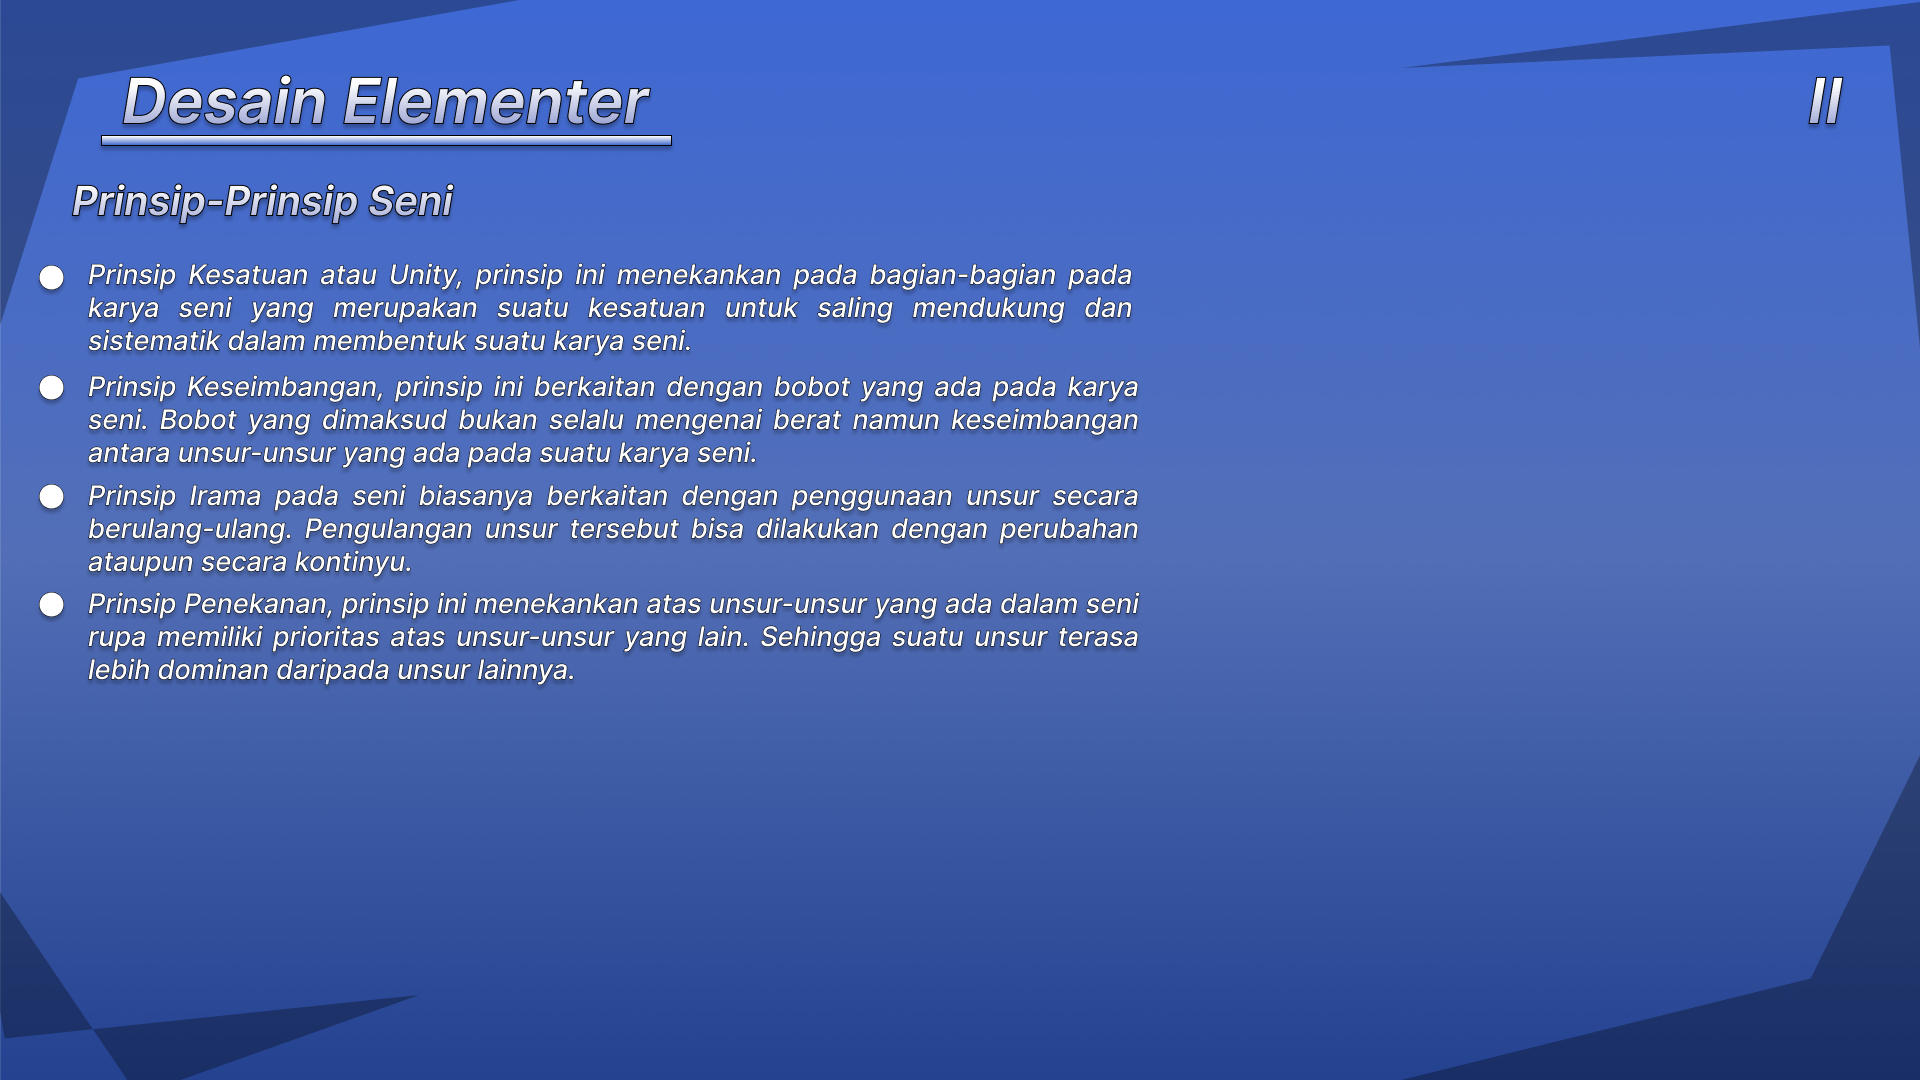 Desain Elementer
II
Prinsip-Prinsip Seni
Prinsip Kesatuan atau Unity, prinsip ini menekankan pada bagian-bagian pada
karya seni yang merupakan suatu kesatuan untuk saling mendukung dan
sistematik dalam membentuk suatu karya seni.
Prinsip Keseimbangan, prinsip ini berkaitan dengan bobot yang ada pada karya
seni. Bobot yang dimaksud bukan selalu mengenai berat namun keseimbangan
antara unsur-unsur yang ada pada suatu karya seni.
Prinsip Irama pada seni biasanya berkaitan dengan penggunaan unsur secara
berulang-ulang. Pengulangan unsur tersebut bisa dilakukan dengan perubahan
ataupun secara kontinyu.
Prinsip Penekanan, prinsip ini menekankan atas unsur-unsur yang ada dalam seni
rupa memiliki prioritas atas unsur-unsur yang lain. Sehingga suatu unsur terasa
lebih dominan daripada unsur lainnya.